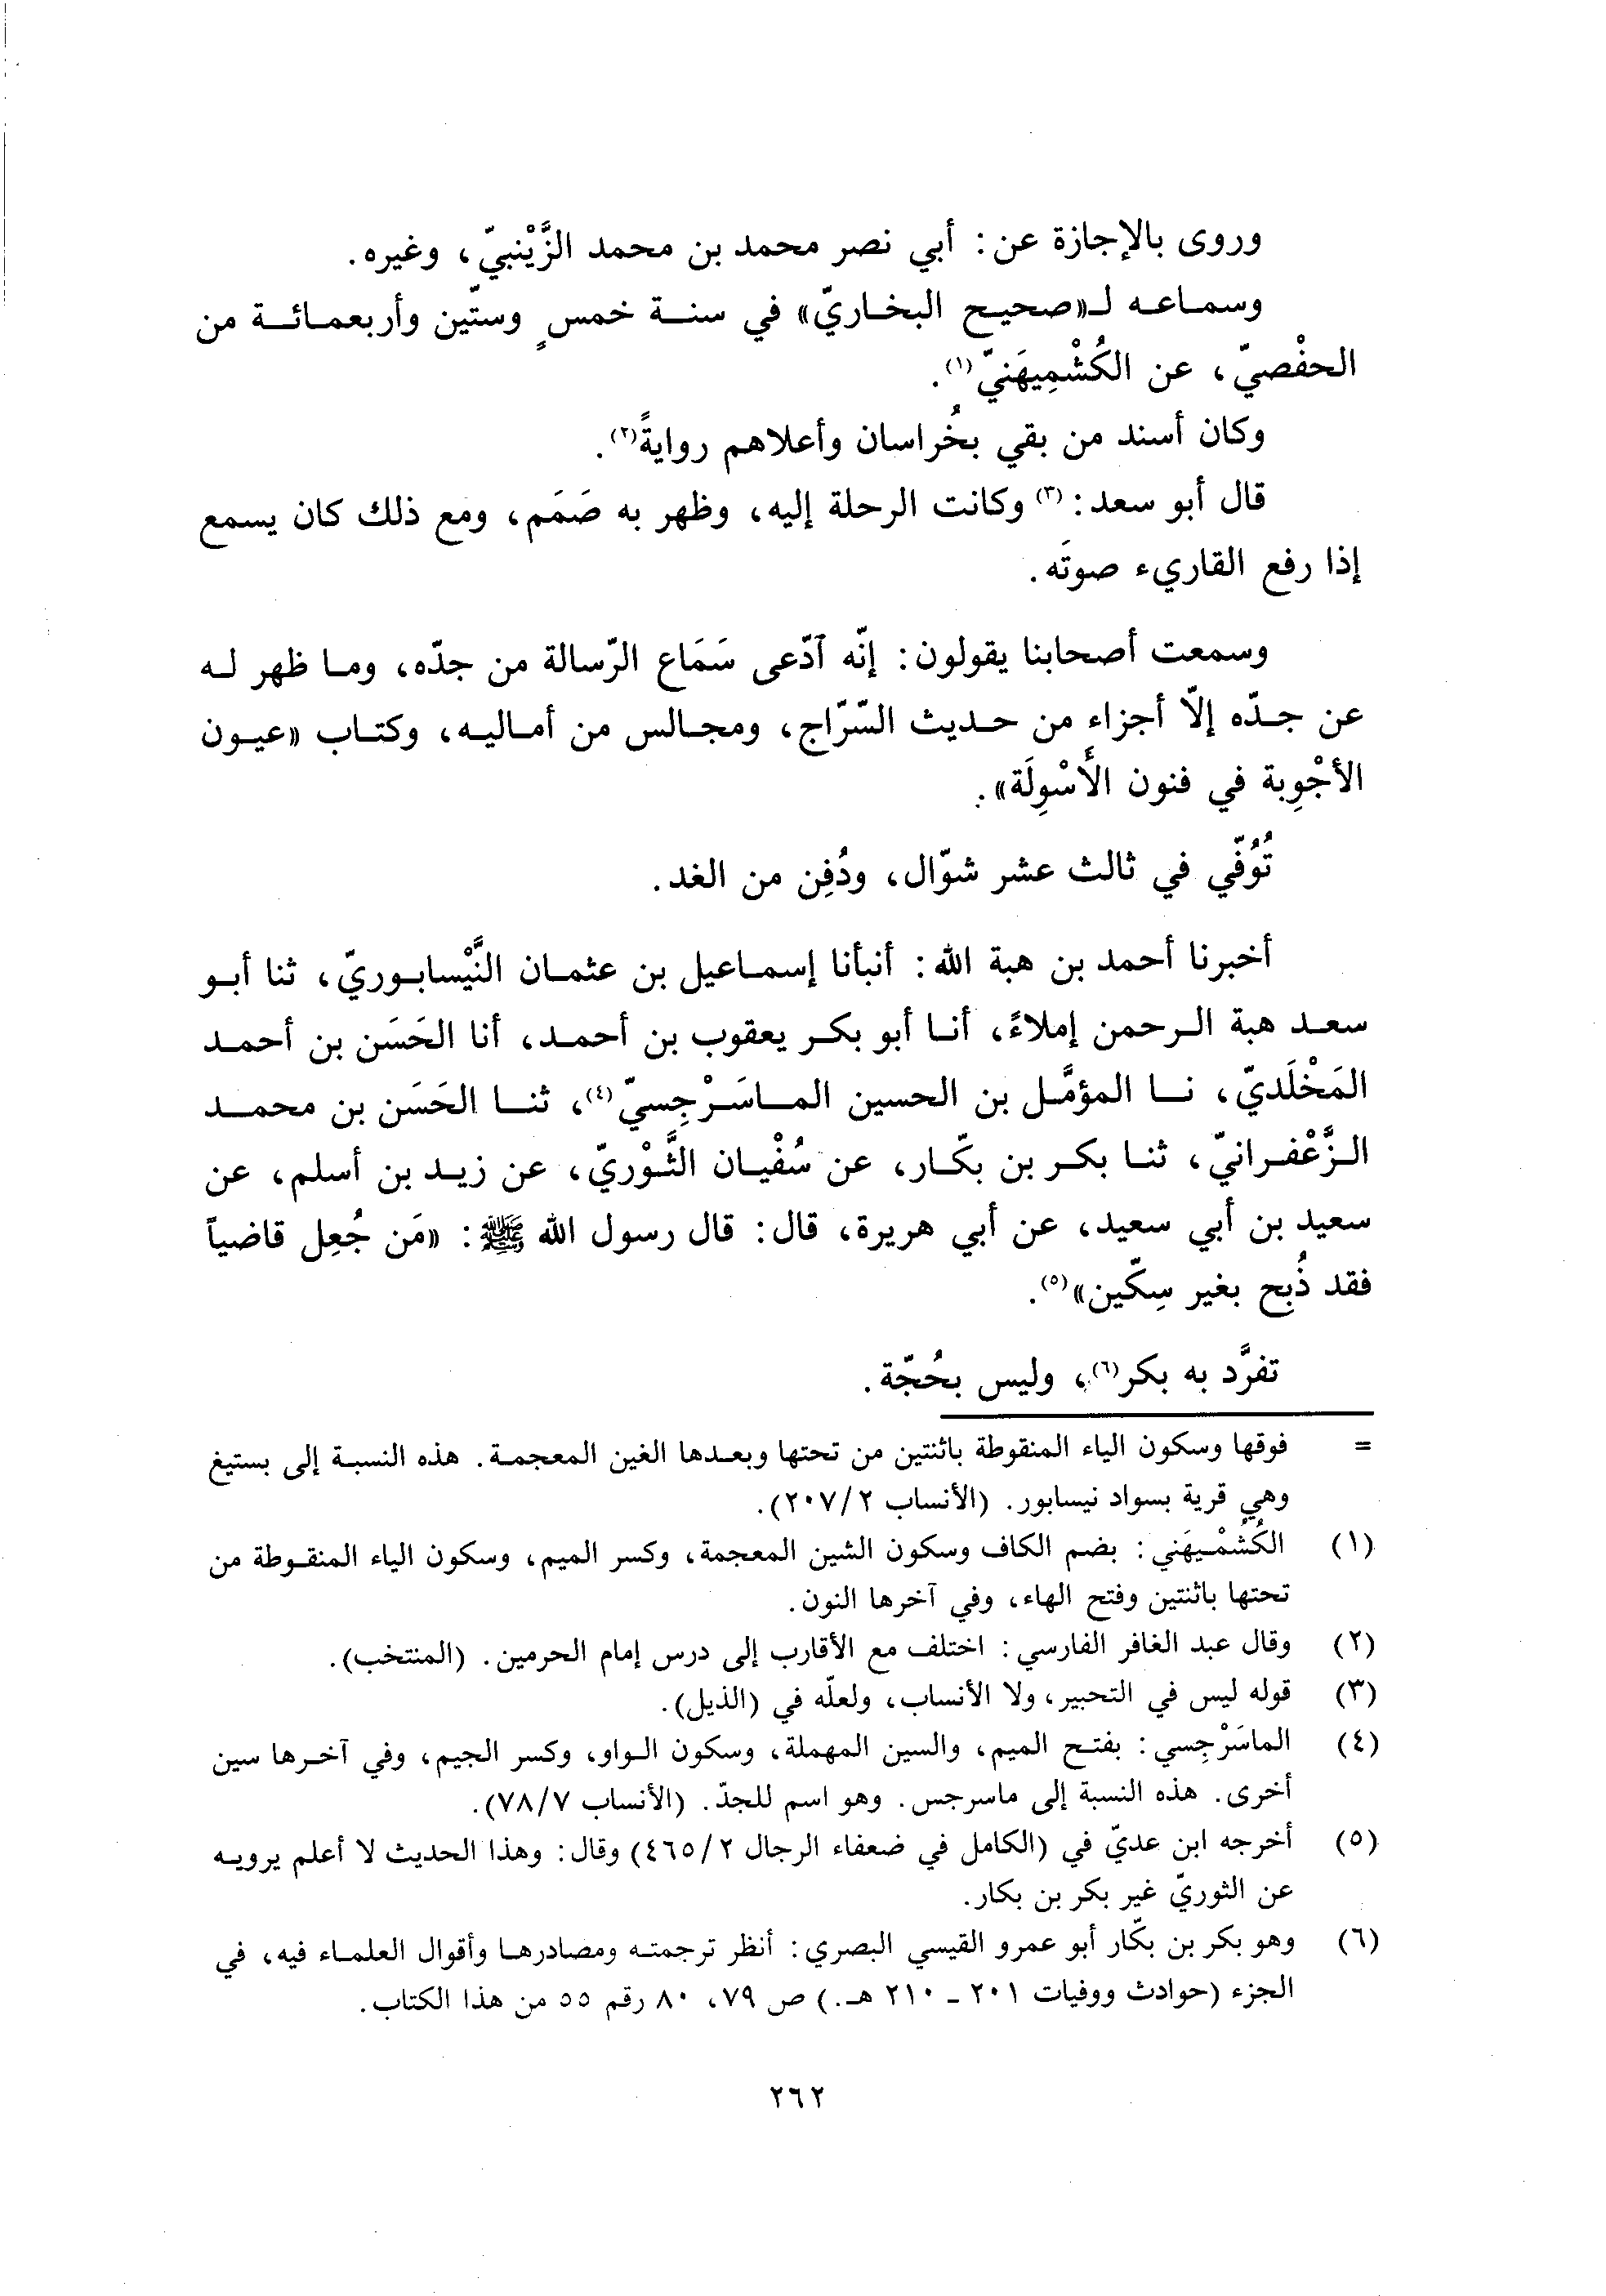 وروى بالإجازة عن: أبي نصر محمد بن محمد الزَّيْنبيّ، وغيره.
وسماعه لـ«صحيح البخاريّ» في سنة خمسٍ وستّين وأربعمائة من
الحفْصيّ، عن الكُشْمِيهَنيّ(١).
وكان أسند من بقي بخُراسان وأعلاهم روايةً(٢).
قال أبو سعد:(٣) وكانت الرحلة إليه، وظهر به صَمَم، ومع ذلك كان يسمع
إذا رفع القاريء صوتَه.
وسمعت أصحابنا يقولون: إنّه آدّعى سَمَاع الرّسالة من جدّه، وما ظهر له
عن جدّه إلّا أجزاء من حديث السّرّاج، ومجالس من أماليه، وكتاب «عيون
الأجْوِبة في فنون الأَسْوِلَة».
تُوُفّي في ثالث عشر شوّال، ودُفِن من الغد.
أخبرنا أحمد بن هبة الله: أنبأنا إسماعيل بن عثمان النَّيْسابوريّ، ثنا أبو
سعد هبة الرحمن إملاءً، أنا أبو بكر يعقوب بن أحمد، أنا الحَسَن بن أحمد
المَخْلَديّ، نا المؤمَّل بن الحسين الماسَرْجِسيّ(٤)، ثنا الحَسَن بن محمد
الزَّعْفرانيّ، ثنا بكر بن بكّار، عن سُفْيان الثَّوْريّ، عن زيد بن أسلم، عن
سعيد بن أبي سعيد، عن أبي هريرة، قال: قال رسول الله ﷺ: «مَن جُعِل قاضياً
فقد ذُبح بغير سِكّين»(٥).
تفرَّد به بكر(٦)، وليس بحُجّة.
= فوقها وسكون الياء المنقوطة باثنتين من تحتها وبعدها الغين المعجمة. هذه النسبة إلى بستيغ
وهي قرية بسواد نيسابور. (الأنساب ٢٠٧/٢).
(١) الكُشُمْيهَني: بضم الكاف وسكون الشين المعجمة، وكسر الميم، وسكون الياء المنقوطة من
تحتها باثنتين وفتح الهاء، وفي آخرها النون.
(٢) وقال عبد الغافر الفارسي: اختلف مع الأقارب إلى درس إمام الحرمين. (المنتخب).
(٣) قوله ليس في التحبير، ولا الأنساب، ولعلّه في (الذيل).
(٤) الماسَرْجِسي: بفتح الميم، والسين المهملة، وسكون الواو، وكسر الجيم، وفي آخرها سين
أخرى. هذه النسبة إلى ماسرجس. وهو اسم للجدّ. (الأنساب ٧٨/٧).
(٥) أخرجه ابن عديّ في (الكامل في ضعفاء الرجال ٤٦٥/٢) وقال: وهذا الحديث لا أعلم يرويه
عن الثوريّ غير بكر بن بكار.
(٦) وهو بكر بن بكّار أبو عمرو القيسي البصري: أنظر ترجمته ومصادرها وأقوال العلماء فيه، في
الجزء (حوادث ووفيات ٢٠١ ـ ٢١٠ هـ.) ص ٧٩، ٨٠ رقم ٥٥ من هذا الكتاب.
٢٦٢